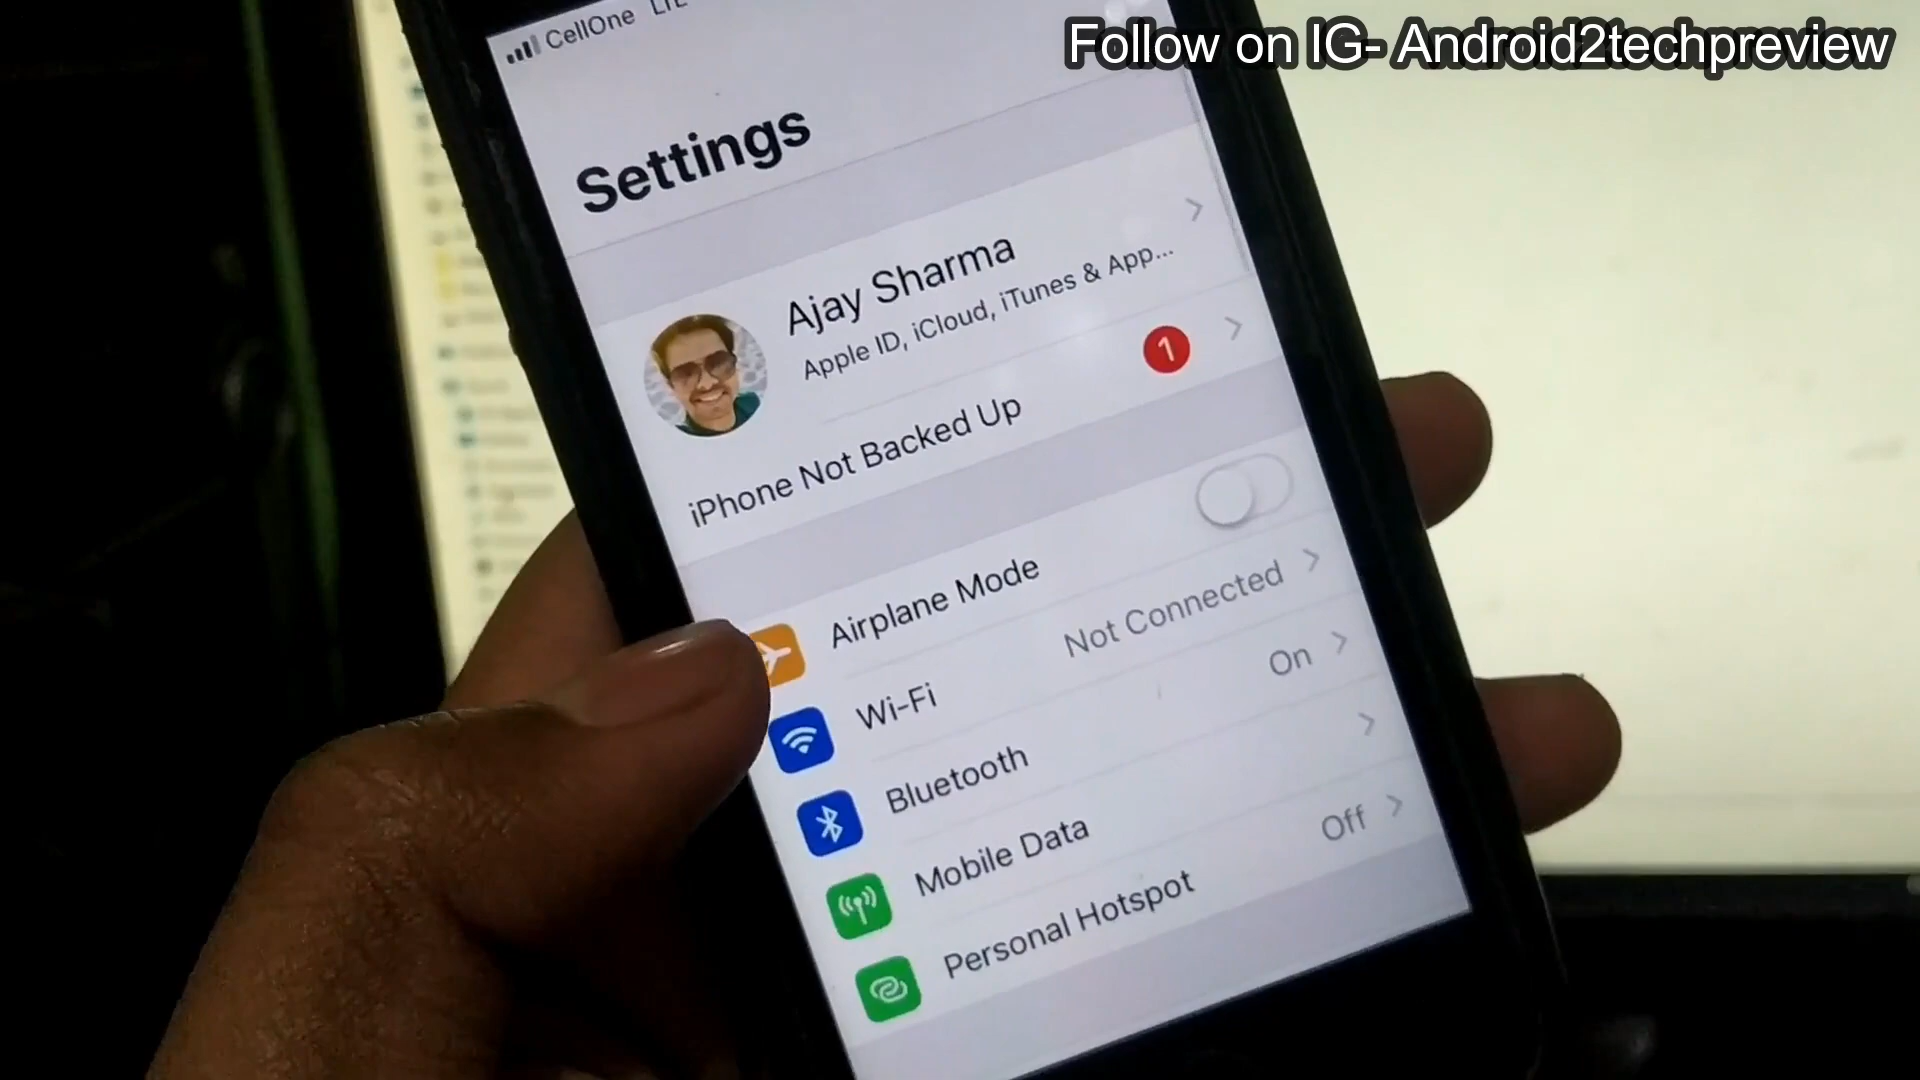 CellOne LTE
Follow on IG- Android2techpreview
Settings
Ajay Sharma
Apple ID, iCloud, iTunes & App...
iPhone Not Backed Up
1
Airplane Mode
Wi-Fi
Not Connected
Bluetooth
On
Mobile Data
Personal Hotspot
Off